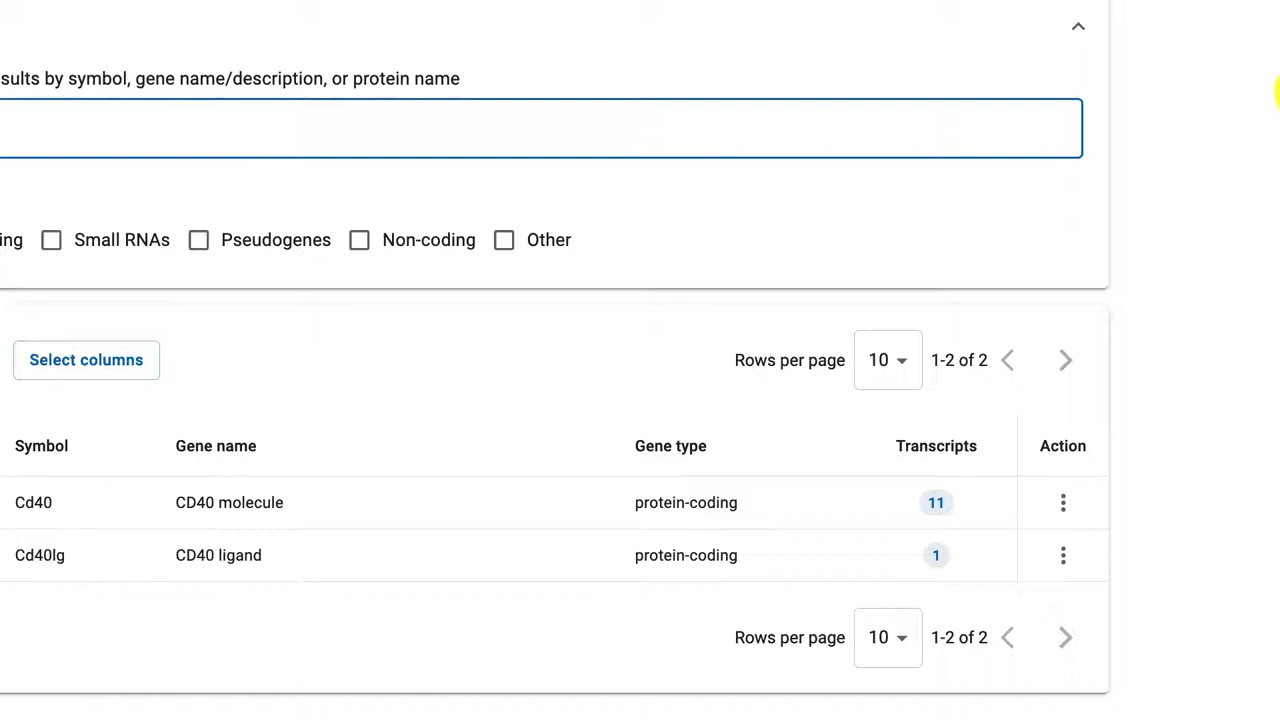 sults by symbol, gene name/description, or protein name
ing Small RNAs Pseudogenes Non-coding Other
Select columns Rows per page 10 1-2 of 2
Symbol Gene name Gene type Transcripts Action
Cd40 CD40 molecule protein-coding 11
Cd40lg CD40 ligand protein-coding 1
Rows per page 10 1-2 of 2